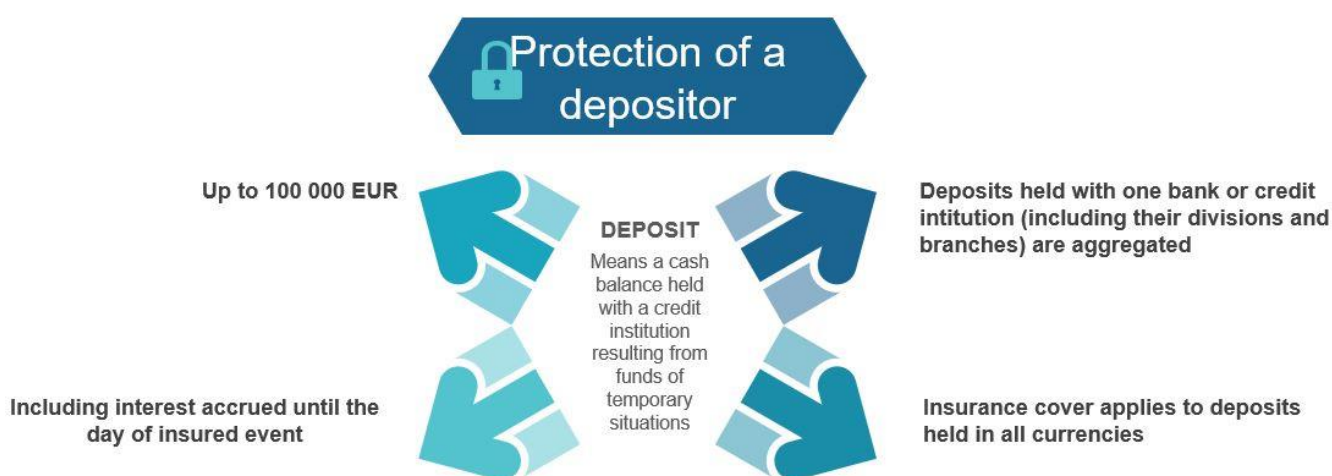 Protection of a
depositor
Up to 100 000 EUR
Deposits held with one bank or credit
intitution (including their divisions and
branches) are aggregated
DEPOSIT
Means a cash
balance held
with a credit
institution
resulting from
funds of
temporary
situations
Including interest accrued until the
day of insured event
Insurance cover applies to deposits
held in all currencies